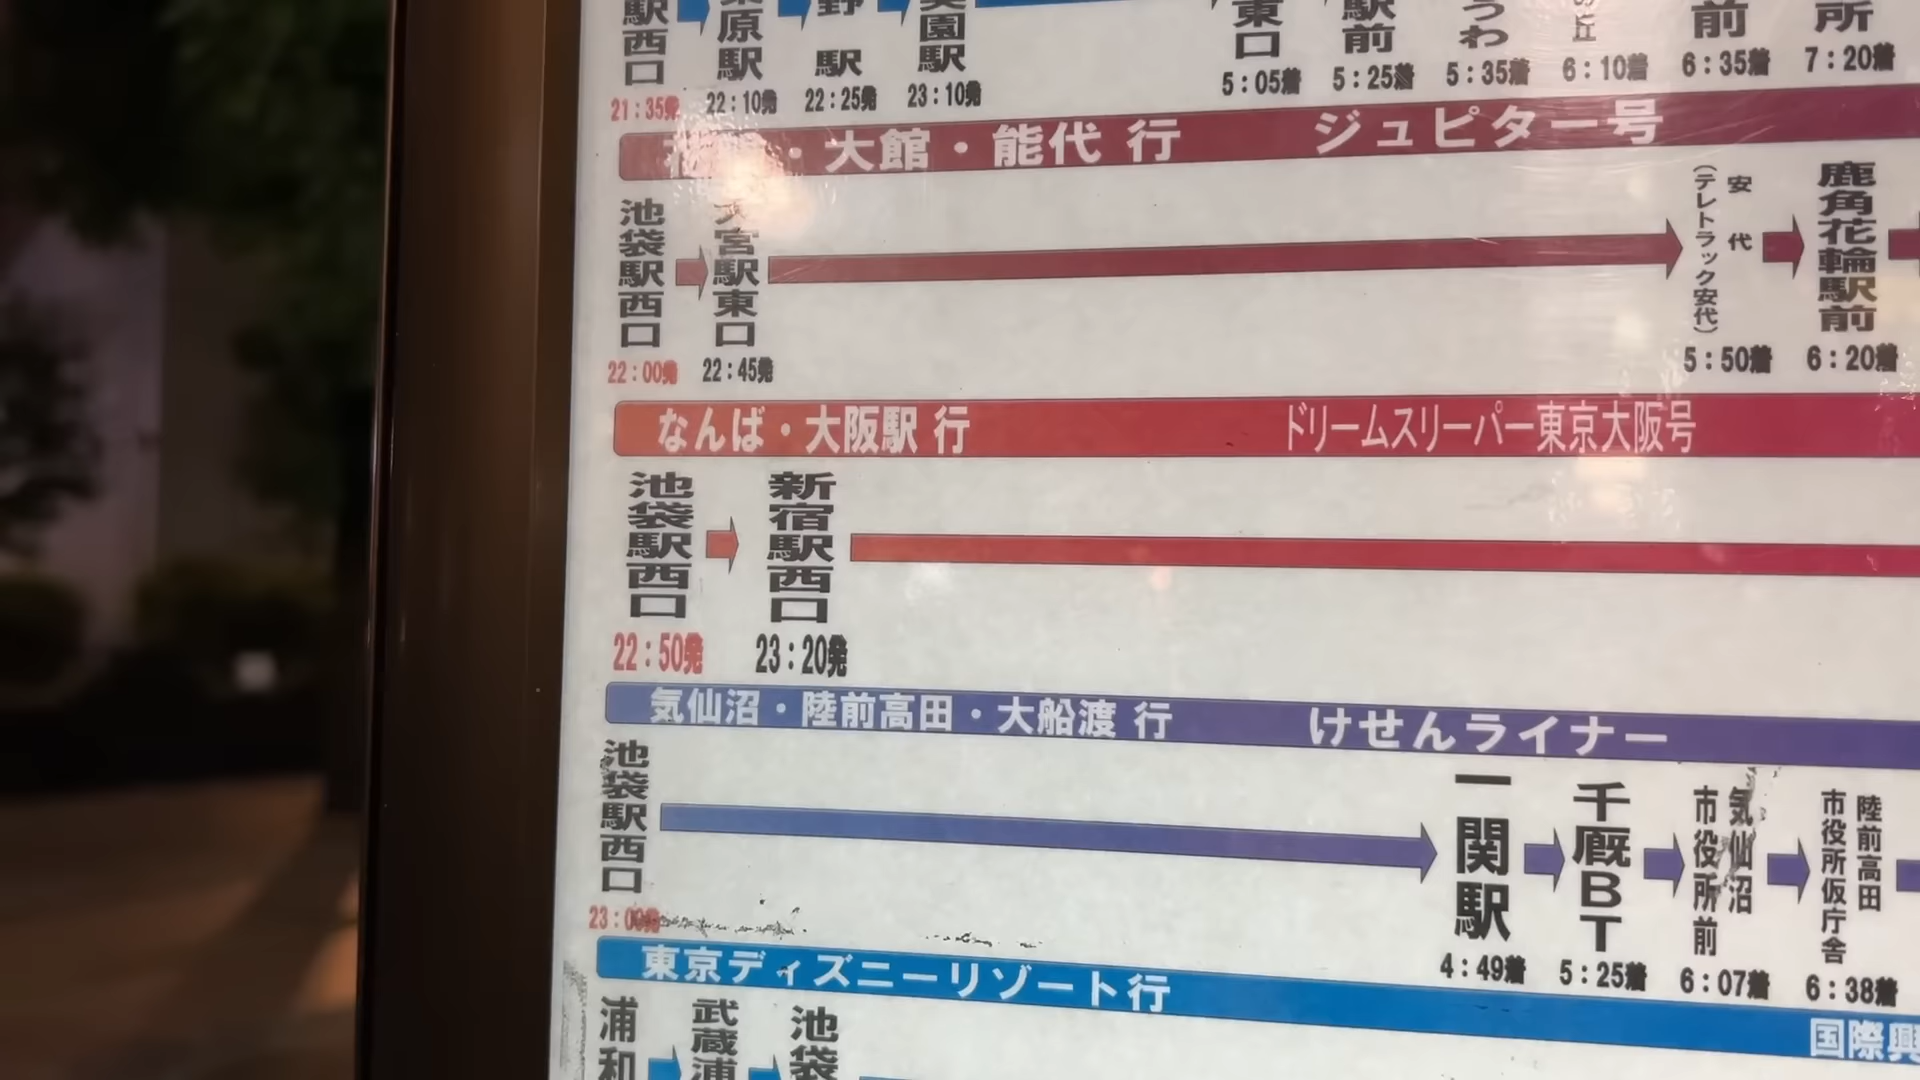 駅西口
原駅
野駅
美園駅
東口
駅前
つわ
の丘
前
所
21:35発 22:10発 22:25発 23:10発 5:05着 5:25着 5:35着 6:10着 6:35着 7:20着
・大館・能代 行 ジュピター号
池袋駅西口
大宮駅東口
安代
(テレトラック安代)
鹿角花輪駅前
22:00発 22:45発 5:50着 6:20着
なんば・大阪駅 行 ドリームスリーパー東京大阪号
池袋駅西口
新宿駅西口
22:50発 23:20発
気仙沼・陸前高田・大船渡 行 けせんライナー
池袋駅西口
一関駅
千厩BT
気仙沼
市役所前
陸前高田
市役所仮庁舎
23:00発 4:49着 5:25着 6:07着 6:38着
東京ディズニーリゾート行
国際興
浦和
武蔵浦
池袋